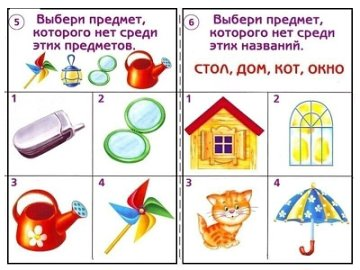 5
Выбери предмет,
которого нет среди
этих предметов.
1
2
3
4
6
Выбери предмет,
которого нет среди
этих названий.
СТОЛ, ДОМ, КОТ, ОКНО
1
2
3
4